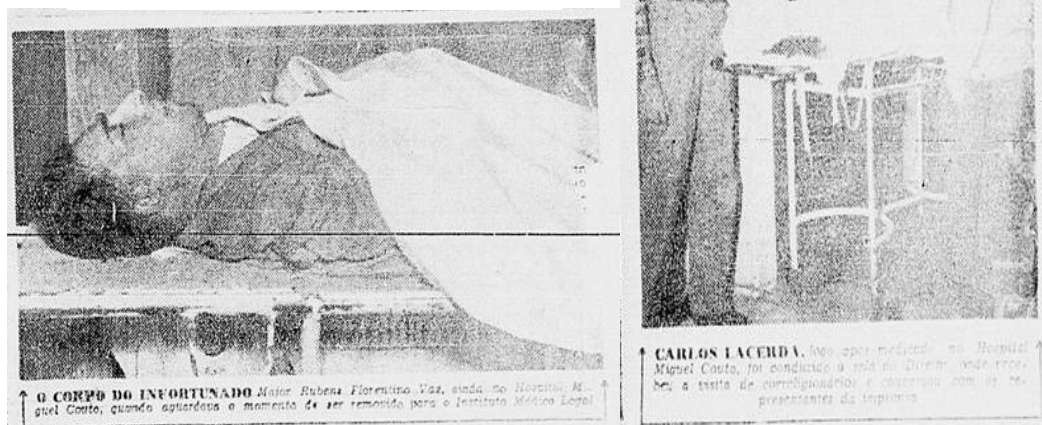 O CORPO DO INFORTUNADO Major Rubens Florentino Vaz, ainda no Hospital Mi-
guel Couto, quando aguardava o momento de ser removido para o Instituto Médico Legal
CARLOS LACERDA, logo após medicado no Hospital
Miguel Couto, foi conduzido à sala do Diretor, onde rece-
beu a visita de correligionários e conversou com os re-
presentantes da imprensa